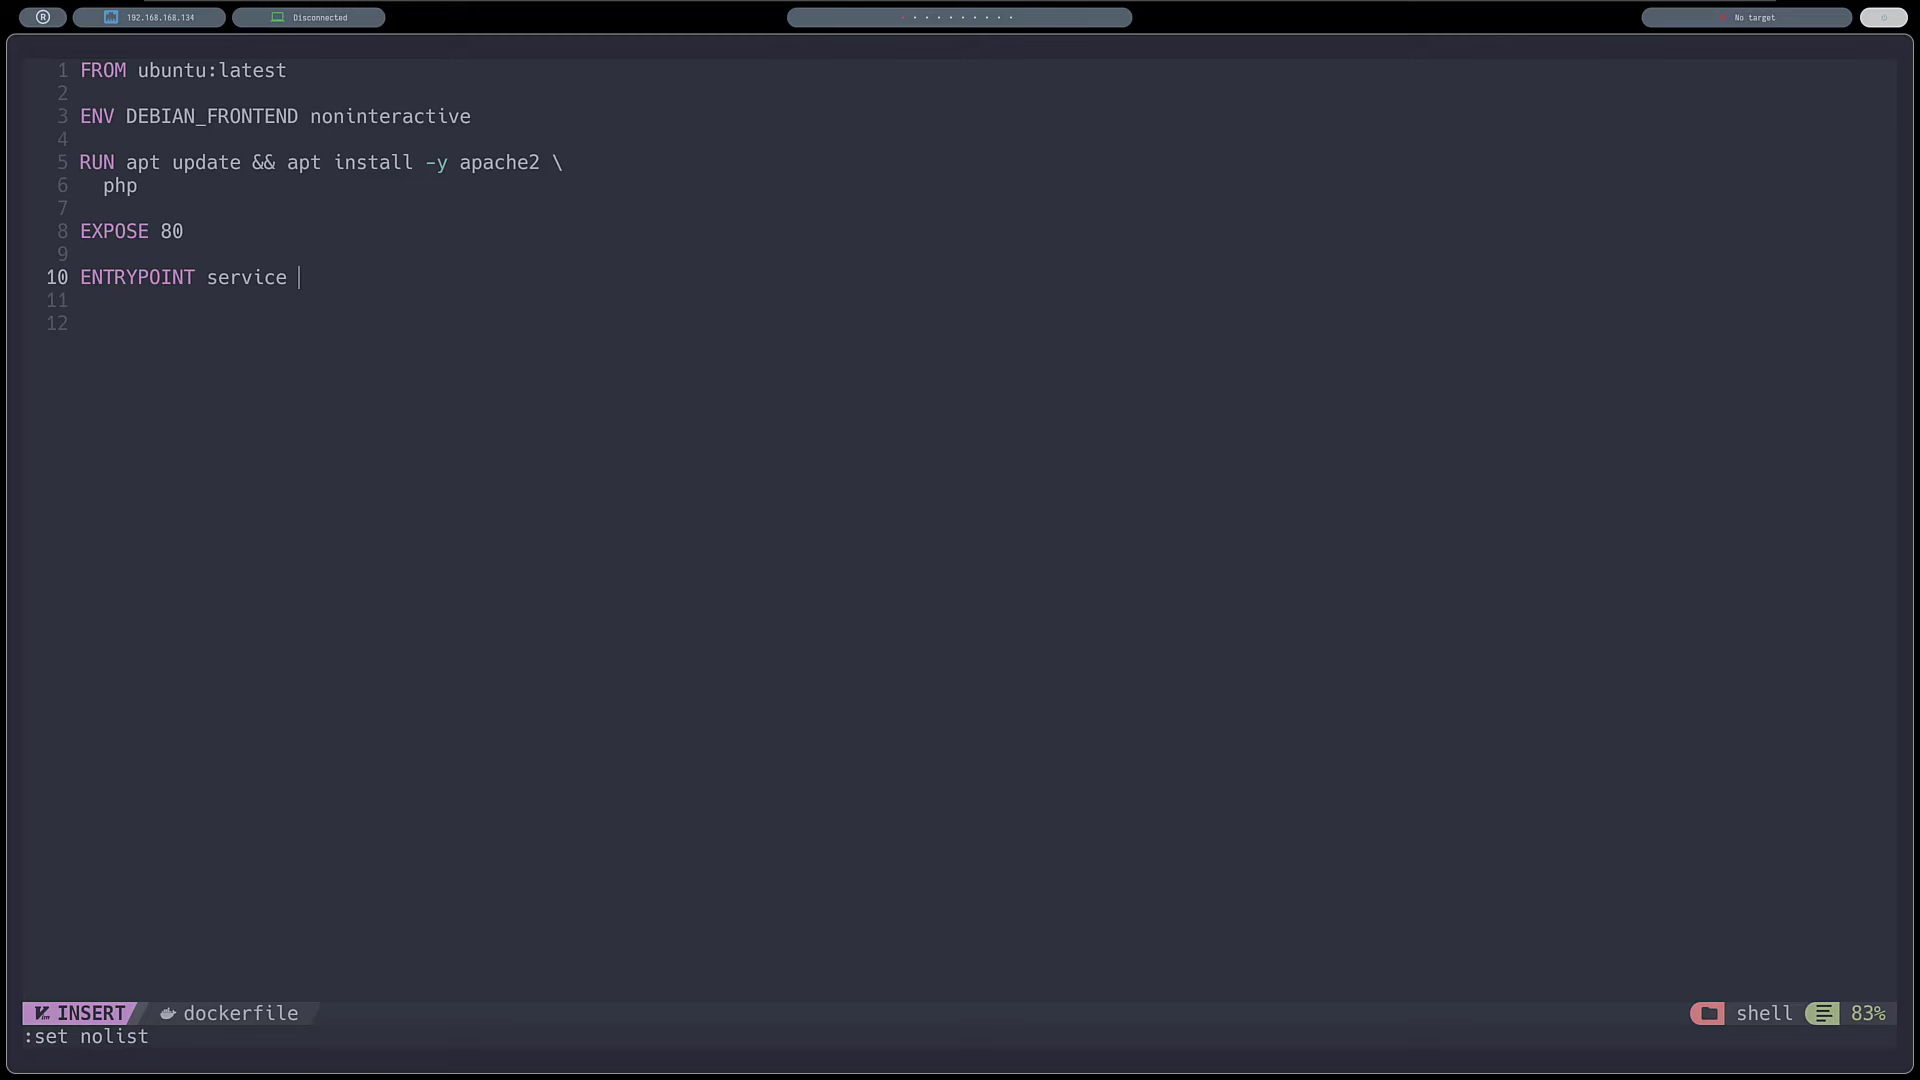 192.168.168.134
Disconnected
No target
1 FROM ubuntu:latest
2
3 ENV DEBIAN_FRONTEND noninteractive
4
5 RUN apt update && apt install -y apache2 \
6   php
7
8 EXPOSE 80
9
10 ENTRYPOINT service
11
12
INSERT dockerfile shell 83%
:set nolist